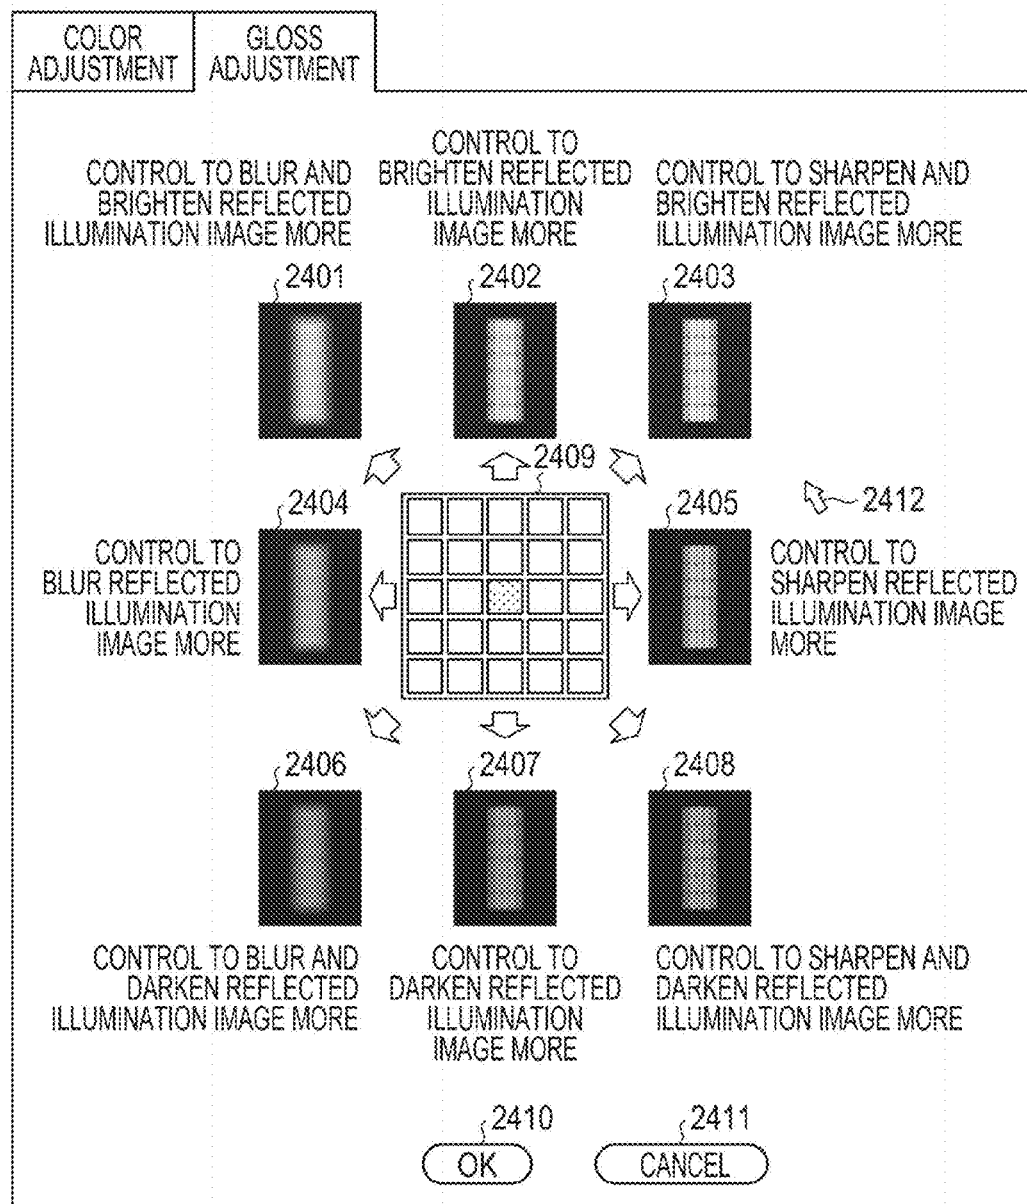 COLOR
ADJUSTMENT
GLOSS
ADJUSTMENT
CONTROL TO BLUR AND
BRIGHTEN REFLECTED
ILLUMINATION IMAGE MORE
CONTROL TO
BRIGHTEN REFLECTED
ILLUMINATION
IMAGE MORE
CONTROL TO SHARPEN AND
BRIGHTEN REFLECTED
ILLUMINATION IMAGE MORE
2401
2402
2403
2409
2404
2405
2412
CONTROL TO
BLUR REFLECTED
ILLUMINATION
IMAGE MORE
CONTROL TO
SHARPEN REFLECTED
ILLUMINATION IMAGE
MORE
2406
2407
2408
CONTROL TO BLUR AND
DARKEN REFLECTED
ILLUMINATION IMAGE MORE
CONTROL TO
DARKEN REFLECTED
ILLUMINATION
IMAGE MORE
CONTROL TO SHARPEN AND
DARKEN REFLECTED
ILLUMINATION IMAGE MORE
2410
2411
OK
CANCEL